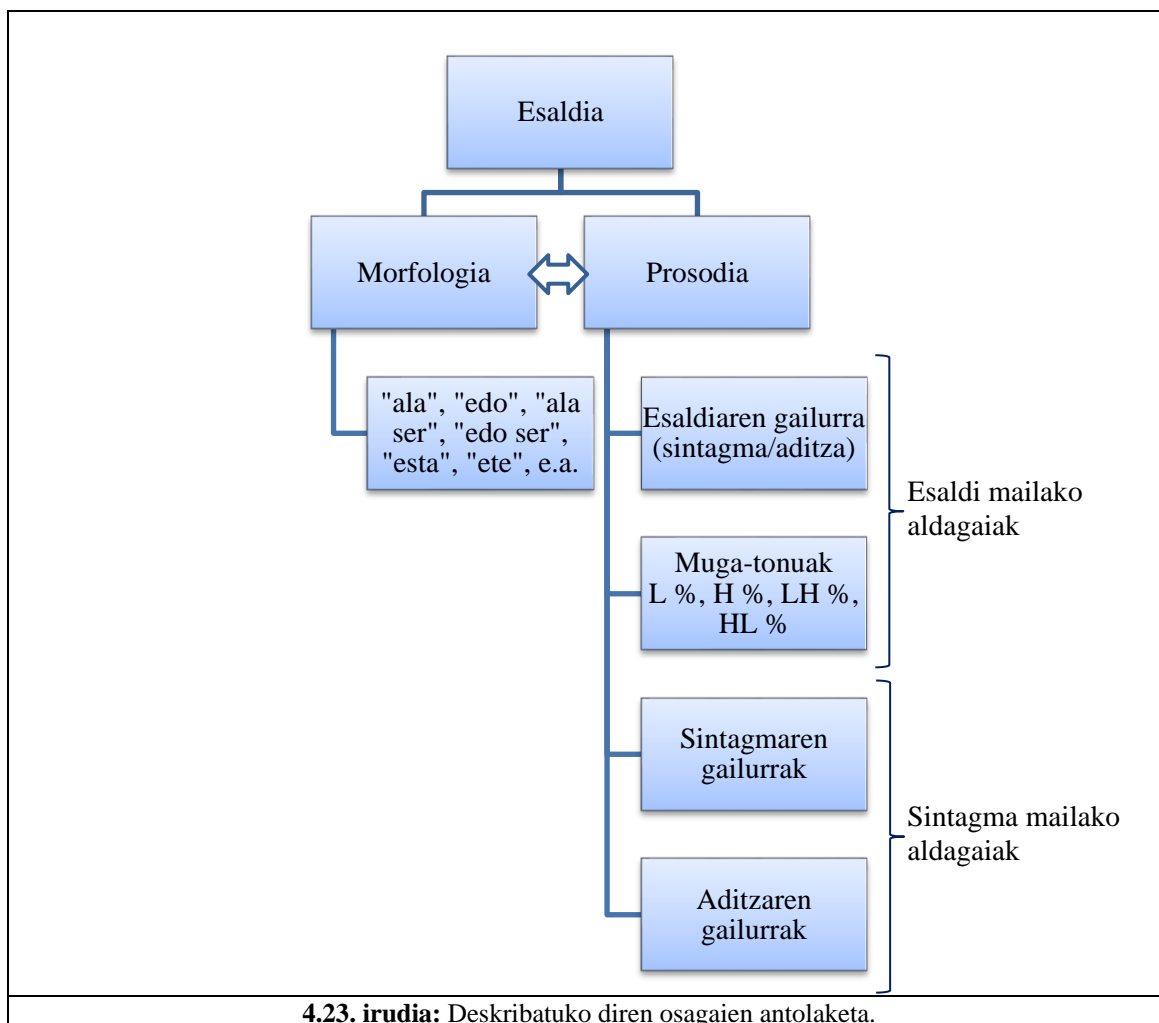 Esaldia
Morfologia
Prosodia
"ala", "edo", "ala
ser", "edo ser",
"esta", "ete", e.a.
Esaldiaren gailurra
(sintagma/aditza)
Muga-tonuak
L %, H %, LH %,
HL %
Esaldi mailako
aldagaiak
Sintagmaren
gailurrak
Aditzaren
gailurrak
Sintagma mailako
aldagaiak
4.23. irudia: Deskribatuko diren osagaien antolaketa.